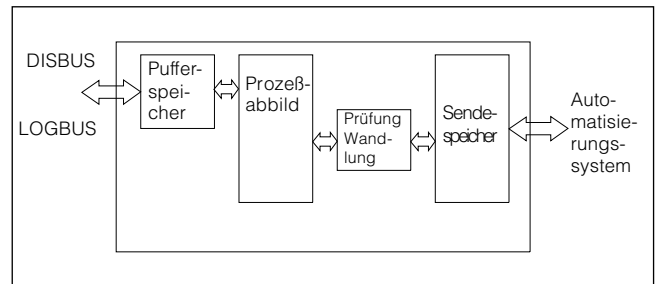 DISBUS
LOGBUS
Puffer-
spei-
cher
Prozeß-
abbild
Prüfung
Wand-
lung
Sende-
speicher
Auto-
matisie-
rungs-
system